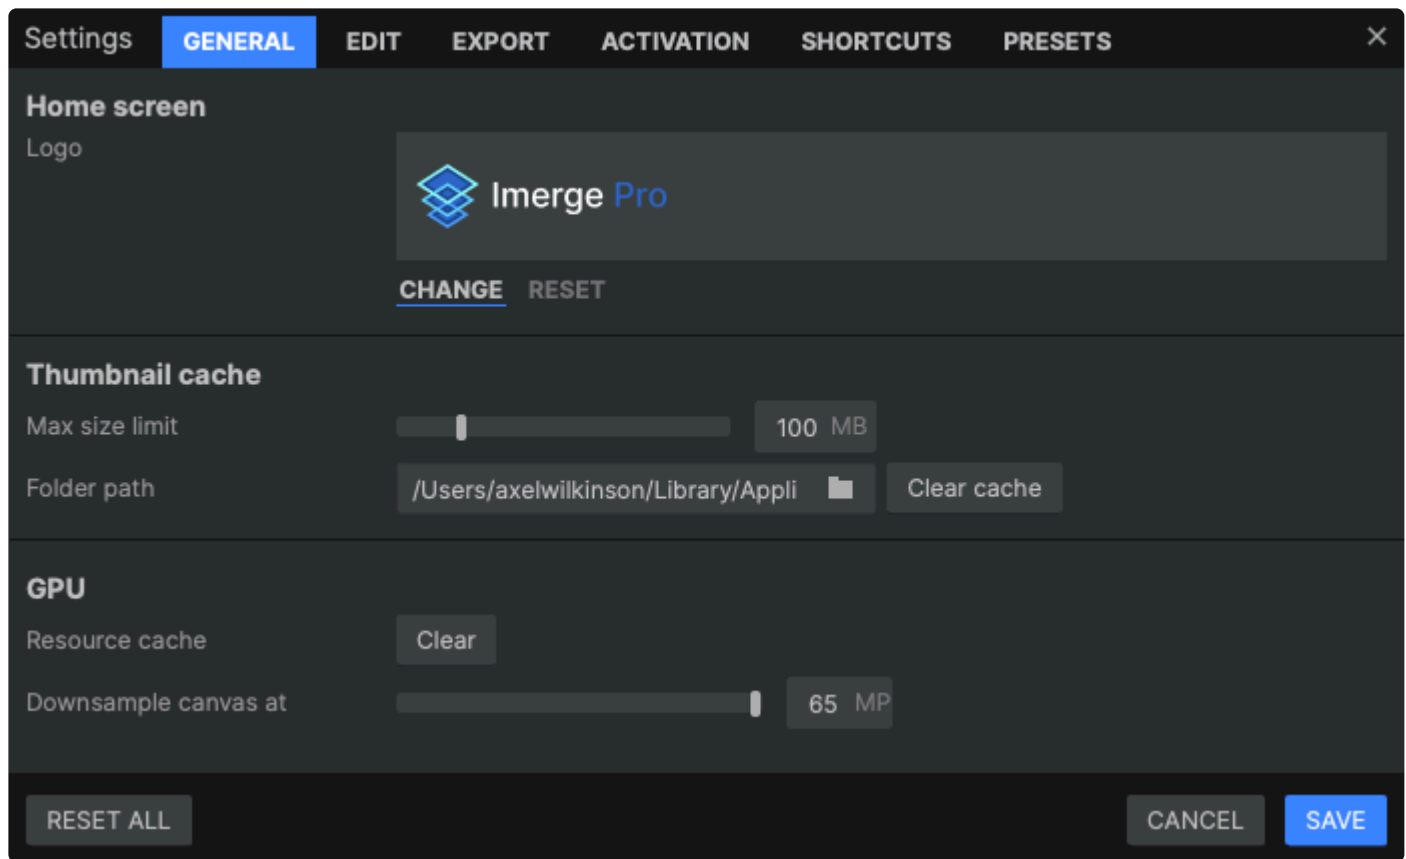 Settings GENERAL EDIT EXPORT ACTIVATION SHORTCUTS PRESETS
Home screen
Logo
Imerge Pro
CHANGE RESET
Thumbnail cache
Max size limit 100 MB
Folder path /Users/axelwilkinson/Library/Appli Clear cache
GPU
Resource cache Clear
Downsample canvas at 65 MP
RESET ALL CANCEL SAVE